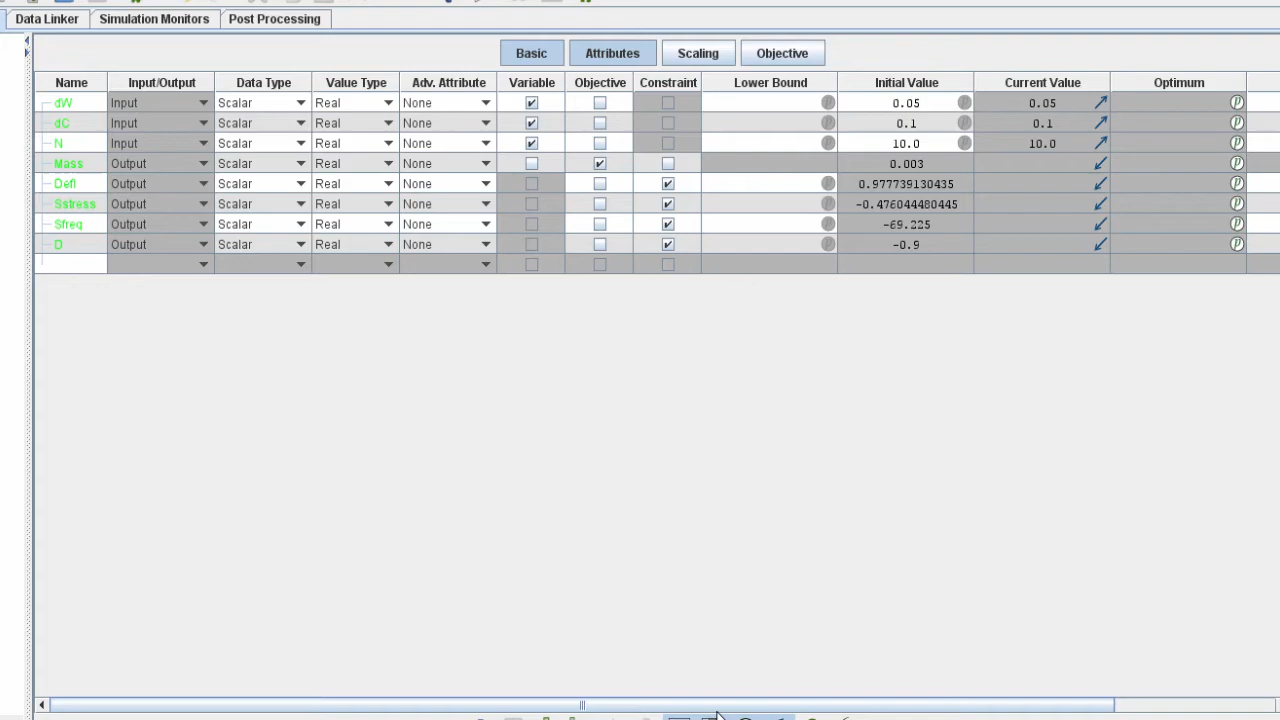 Data Linker Simulation Monitors Post Processing
Basic Attributes Scaling Objective
Name Input/Output Data Type Value Type Adv. Attribute Variable Objective Constraint Lower Bound Initial Value Current Value Optimum
dW Input Scalar Real None 0.05 0.05
dC Input Scalar Real None 0.1 0.1
N Input Scalar Real None 10.0 10.0
Mass Output Scalar Real None 0.003
Defl Output Scalar Real None 0.977739130435
Sstress Output Scalar Real None -0.476044480445
Sfreq Output Scalar Real None -69.225
D Output Scalar Real None -0.9